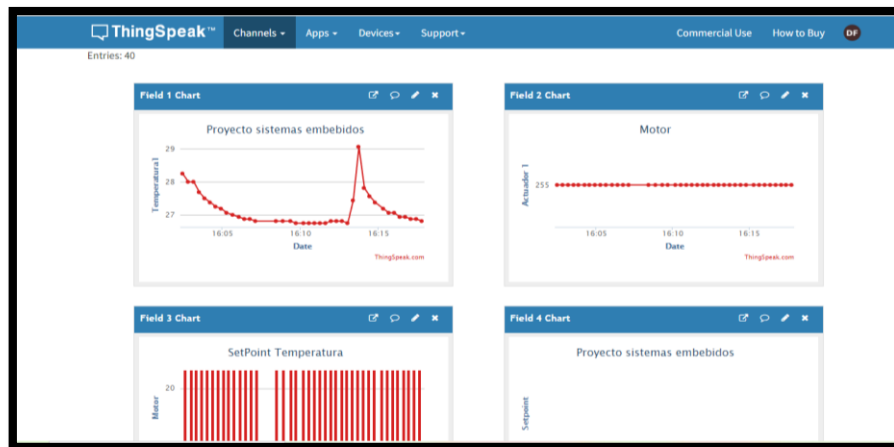 ThingSpeak™ Channels Apps Devices Support Commercial Use How to Buy DF
Entries: 40
Field 1 Chart
Proyecto sistemas embebidos
Temperatura1
29
28
27
16:05 16:10 16:15
Date
ThingSpeak.com
Field 2 Chart
Motor
Actuador 1
255
16:05 16:10 16:15
Date
ThingSpeak.com
Field 3 Chart
SetPoint Temperatura
Motor
20
Field 4 Chart
Proyecto sistemas embebidos
Setpoint